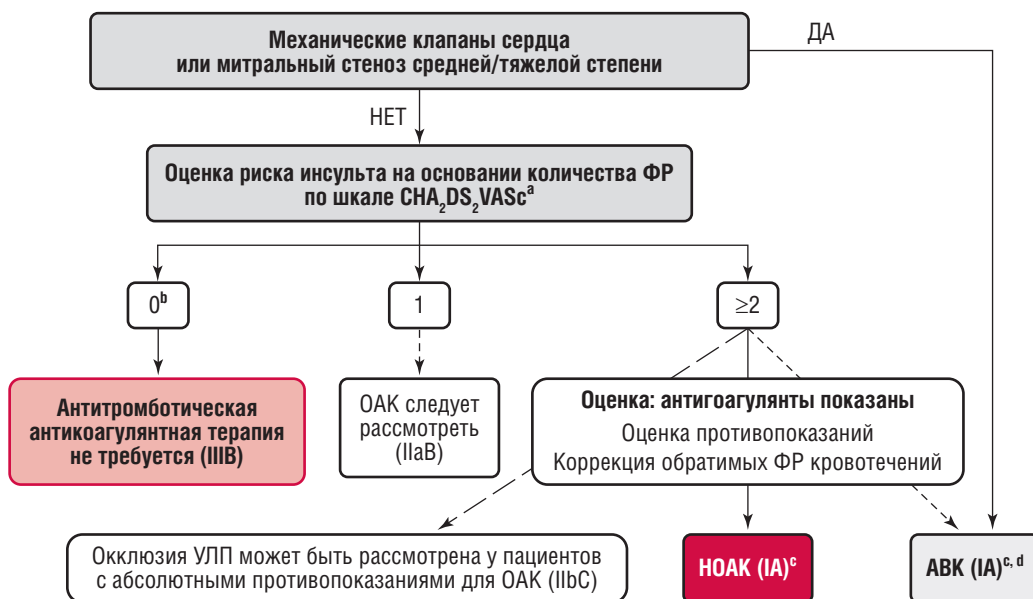 Механические клапаны сердца
или митральный стеноз средней/тяжелой степени
ДА
НЕТ
Оценка риска инсульта на основании количества ФР
по шкале CHA₂DS₂VASc^a
0^b
1
≥2
Антитромботическая
антикоагулянтная терапия
не требуется (IIIB)
ОАК следует
рассмотреть
(IIaB)
Оценка: антигоагулянты показаны
Оценка противопоказаний
Коррекция обратимых ФР кровотечений
Окклюзия УЛП может быть рассмотрена у пациентов
с абсолютными противопоказаниями для ОАК (IIbC)
НОАК (IA)^c
АВК (IA)^c, d